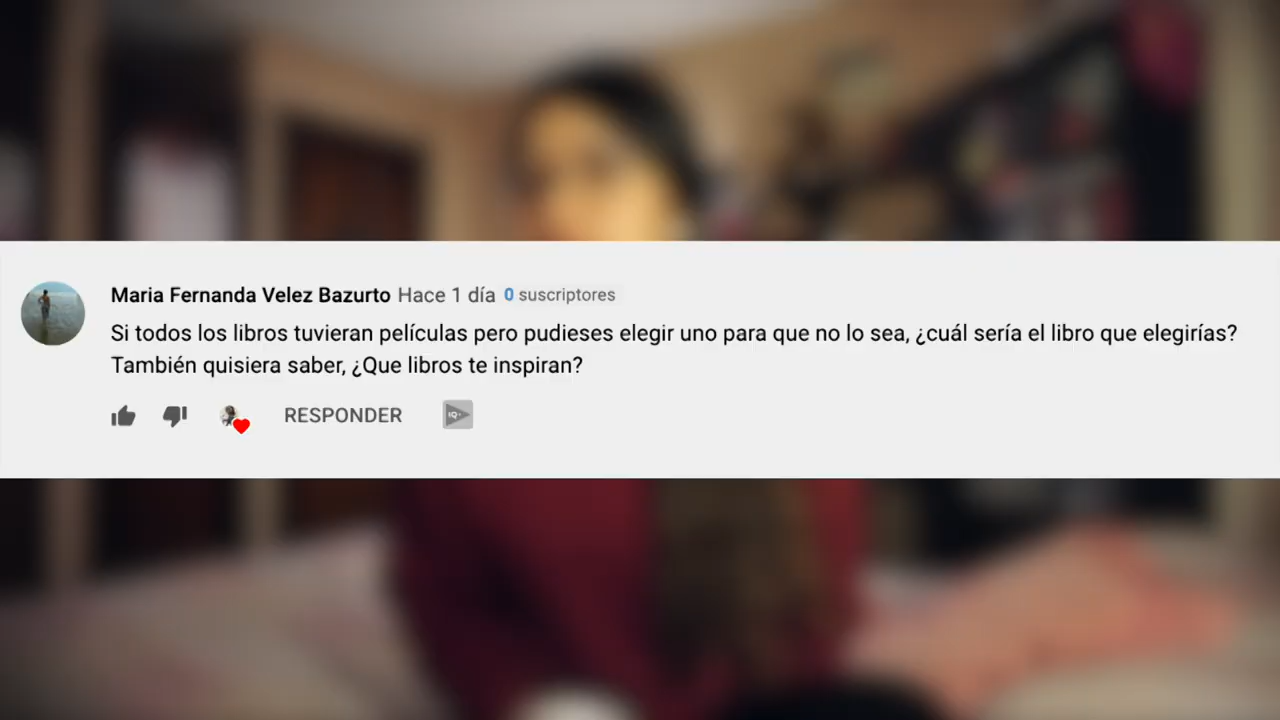 Maria Fernanda Velez Bazurto Hace 1 día 0 suscriptores
Si todos los libros tuvieran películas pero pudieses elegir uno para que no lo sea, ¿cuál sería el libro que elegirías?
También quisiera saber, ¿Que libros te inspiran?
RESPONDER IQ